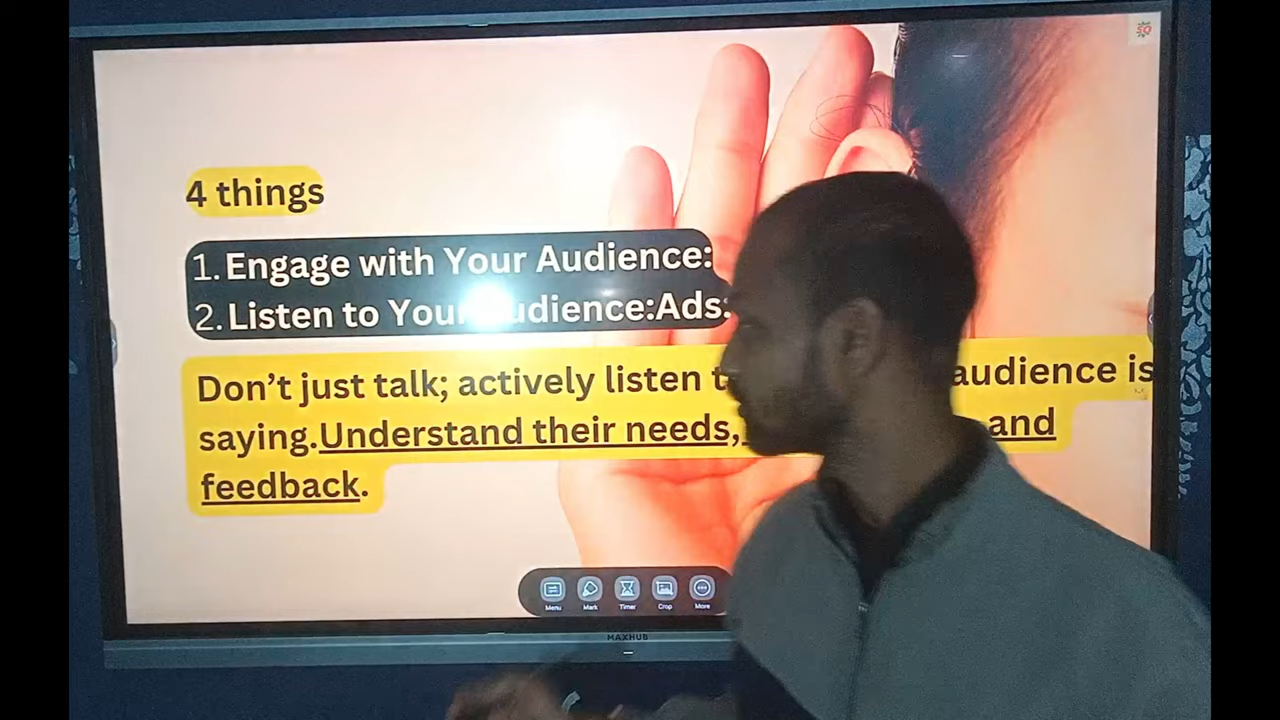 4 things
1. Engage with Your Audience:
2. Listen to Your Audience:Ads:
Don't just talk; actively listen audience is
saying.Understand their needs, and
feedback.
Menu Mark Timer Crop More
MAXHUB